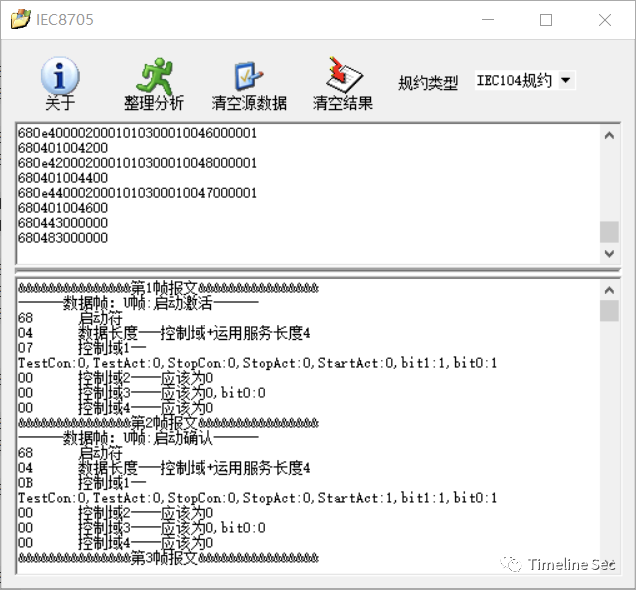 IEC8705
关于
整理分析
清空源数据
清空结果
规约类型
IEC104规约
680e40000020001010300010046000001
680401004200
680e42000020001010300010048000001
680401004400
680e44000020001010300010047000001
680401004600
680443000000
680483000000
&&&&&&&&&&&&&&&第1帧报文&&&&&&&&&&&&&&&&
———数据帧: U帧:启动激活———
68 启动符
04 数据长度——控制域+运用服务长度4
07 控制域1—
TestCon:0,TestAct:0,StopCon:0,StopAct:0,StartAct:0,bit1:1,bit0:1
00 控制域2——应该为0
00 控制域3——应该为0,bit0:0
00 控制域4——应该为0
&&&&&&&&&&&&&&&第2帧报文&&&&&&&&&&&&&&&&
———数据帧: U帧:启动确认———
68 启动符
04 数据长度——控制域+运用服务长度4
0B 控制域1—
TestCon:0,TestAct:0,StopCon:0,StopAct:0,StartAct:1,bit1:1,bit0:1
00 控制域2——应该为0
00 控制域3——应该为0,bit0:0
00 控制域4——应该为0
&&&&&&&&&&&&&&&第3帧报文&&&&&&&&&&&&&&&&
Timeline Sec